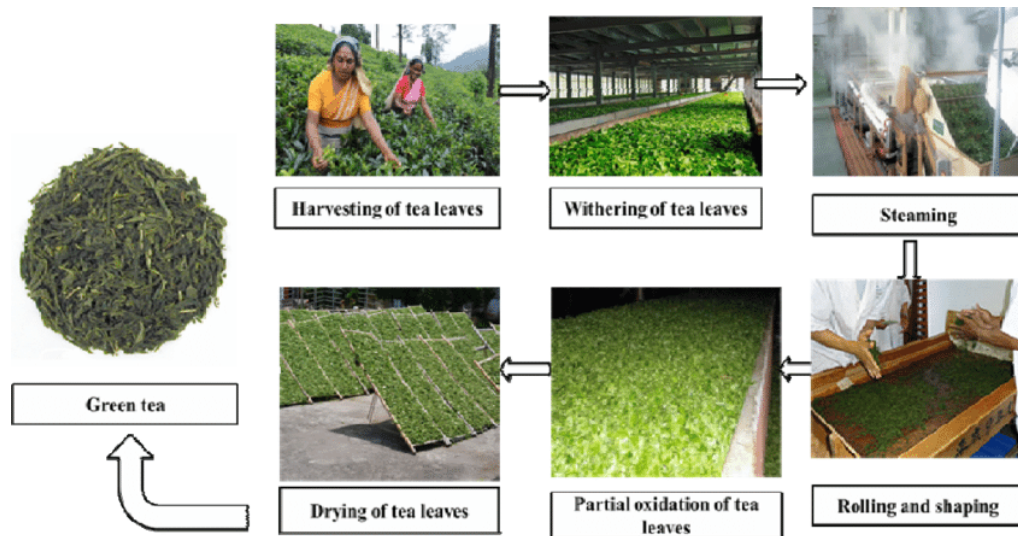 Harvesting of tea leaves
Withering of tea leaves
Steaming
Rolling and shaping
Partial oxidation of tea
leaves
Drying of tea leaves
Green tea